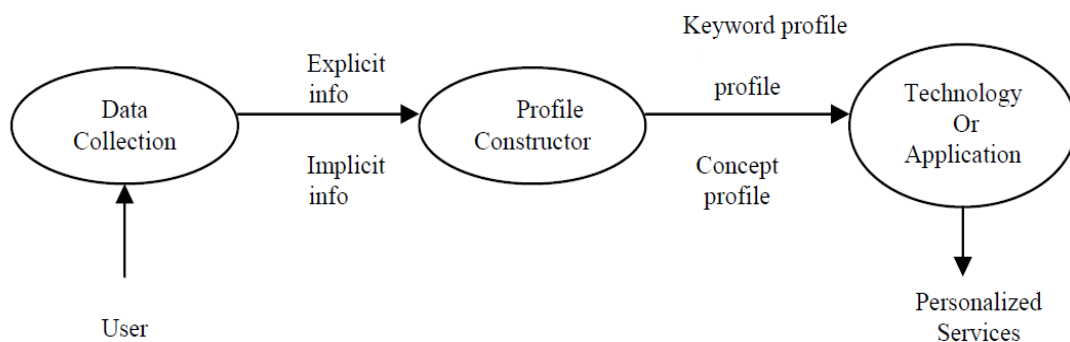 Keyword profile
Explicit
info
profile
Data
Collection
Profile
Constructor
Technology
Or
Application
Implicit
info
Concept
profile
User
Personalized
Services